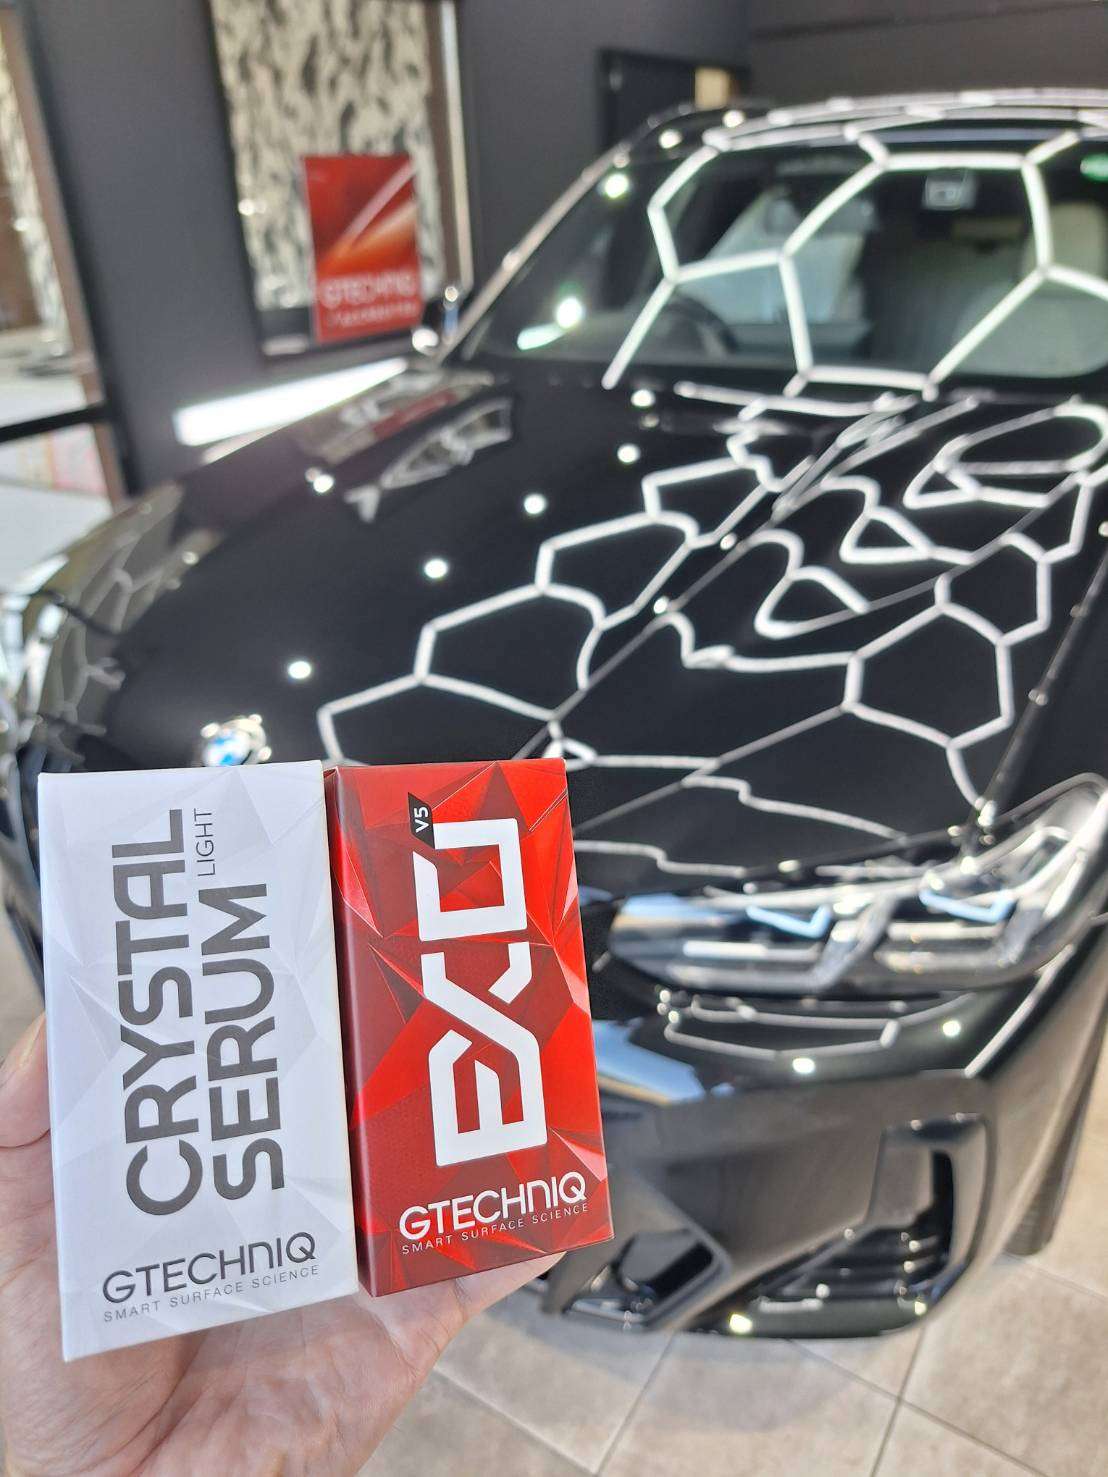 GTECHNIQ
CRYSTAL
SERUM LIGHT
GTECHNIQ
SMART SURFACE SCIENCE
EXO V5
GTECHNIQ
SMART SURFACE SCIENCE